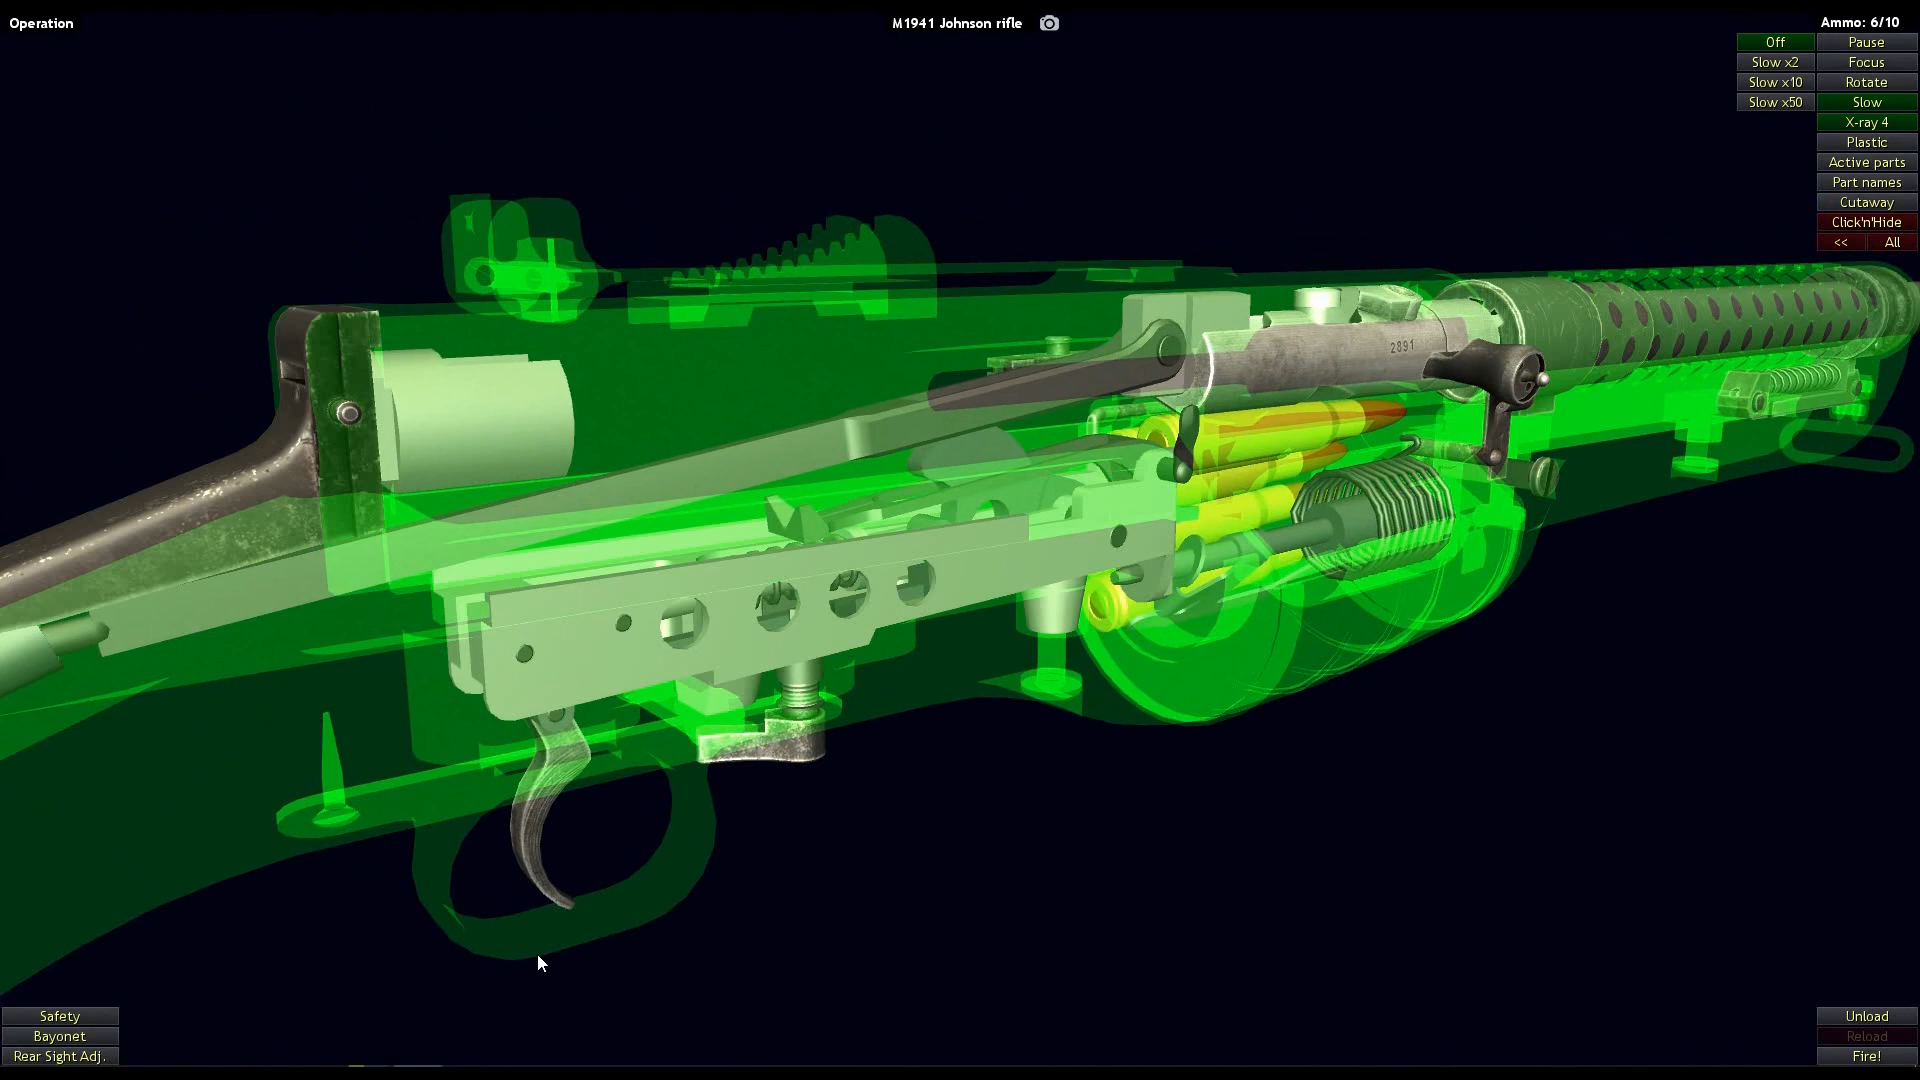 Operation
M1941 Johnson rifle
Ammo: 6/10
Off
Pause
Slow x2
Focus
Slow x10
Rotate
Slow x50
Slow
X-ray 4
Plastic
Active parts
Part names
Cutaway
Click'n'Hide
<< All
2891
Safety
Bayonet
Rear Sight Adj.
Unload
Reload
Fire!